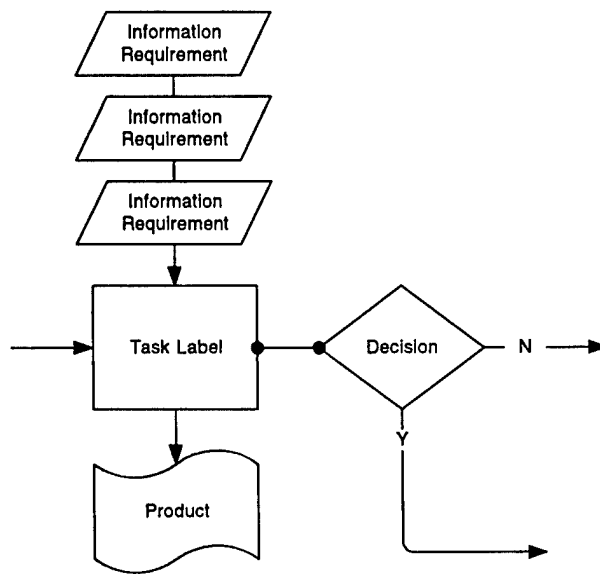 Information
Requirement
Information
Requirement
Information
Requirement
Task Label
Decision
N
Y
Product